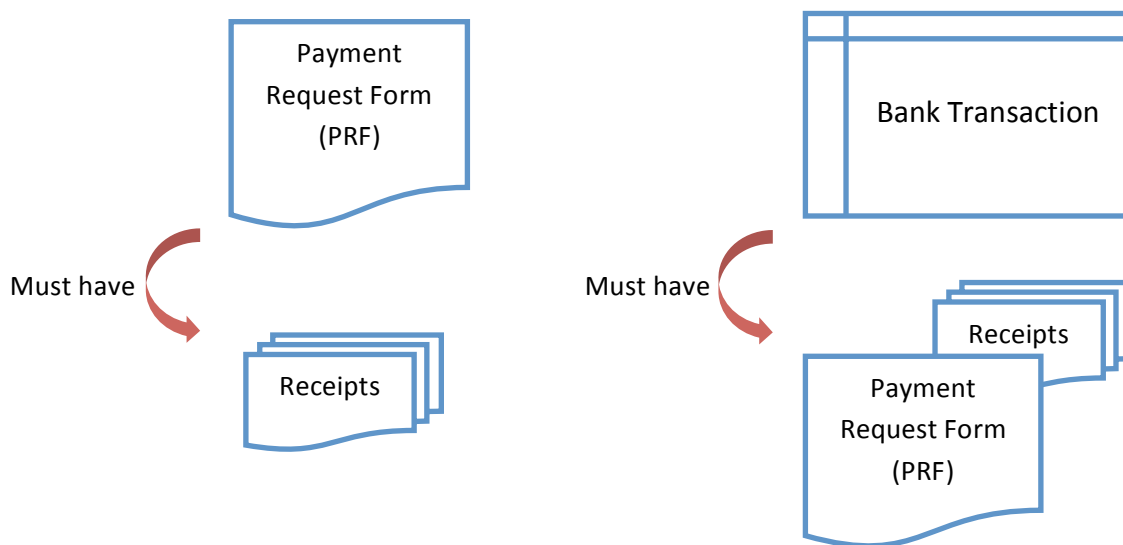 Payment
Request Form
(PRF)
Must have
Receipts
Bank Transaction
Must have
Receipts
Payment
Request Form
(PRF)